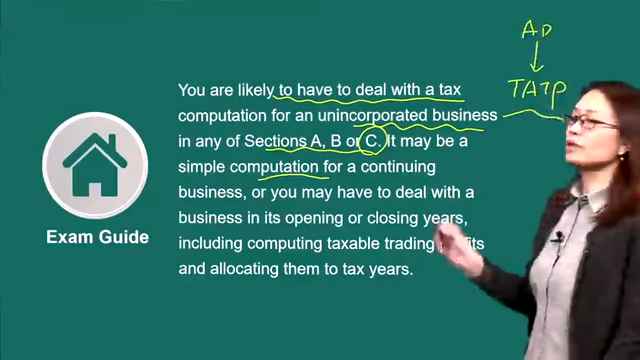 AD
TATP
You are likely to have to deal with a tax
computation for an unincorporated business
in any of Sections A, B or C. It may be a
simple computation for a continuing
business, or you may have to deal with a
business in its opening or closing years,
including computing taxable trading profits
and allocating them to tax years.
Exam Guide